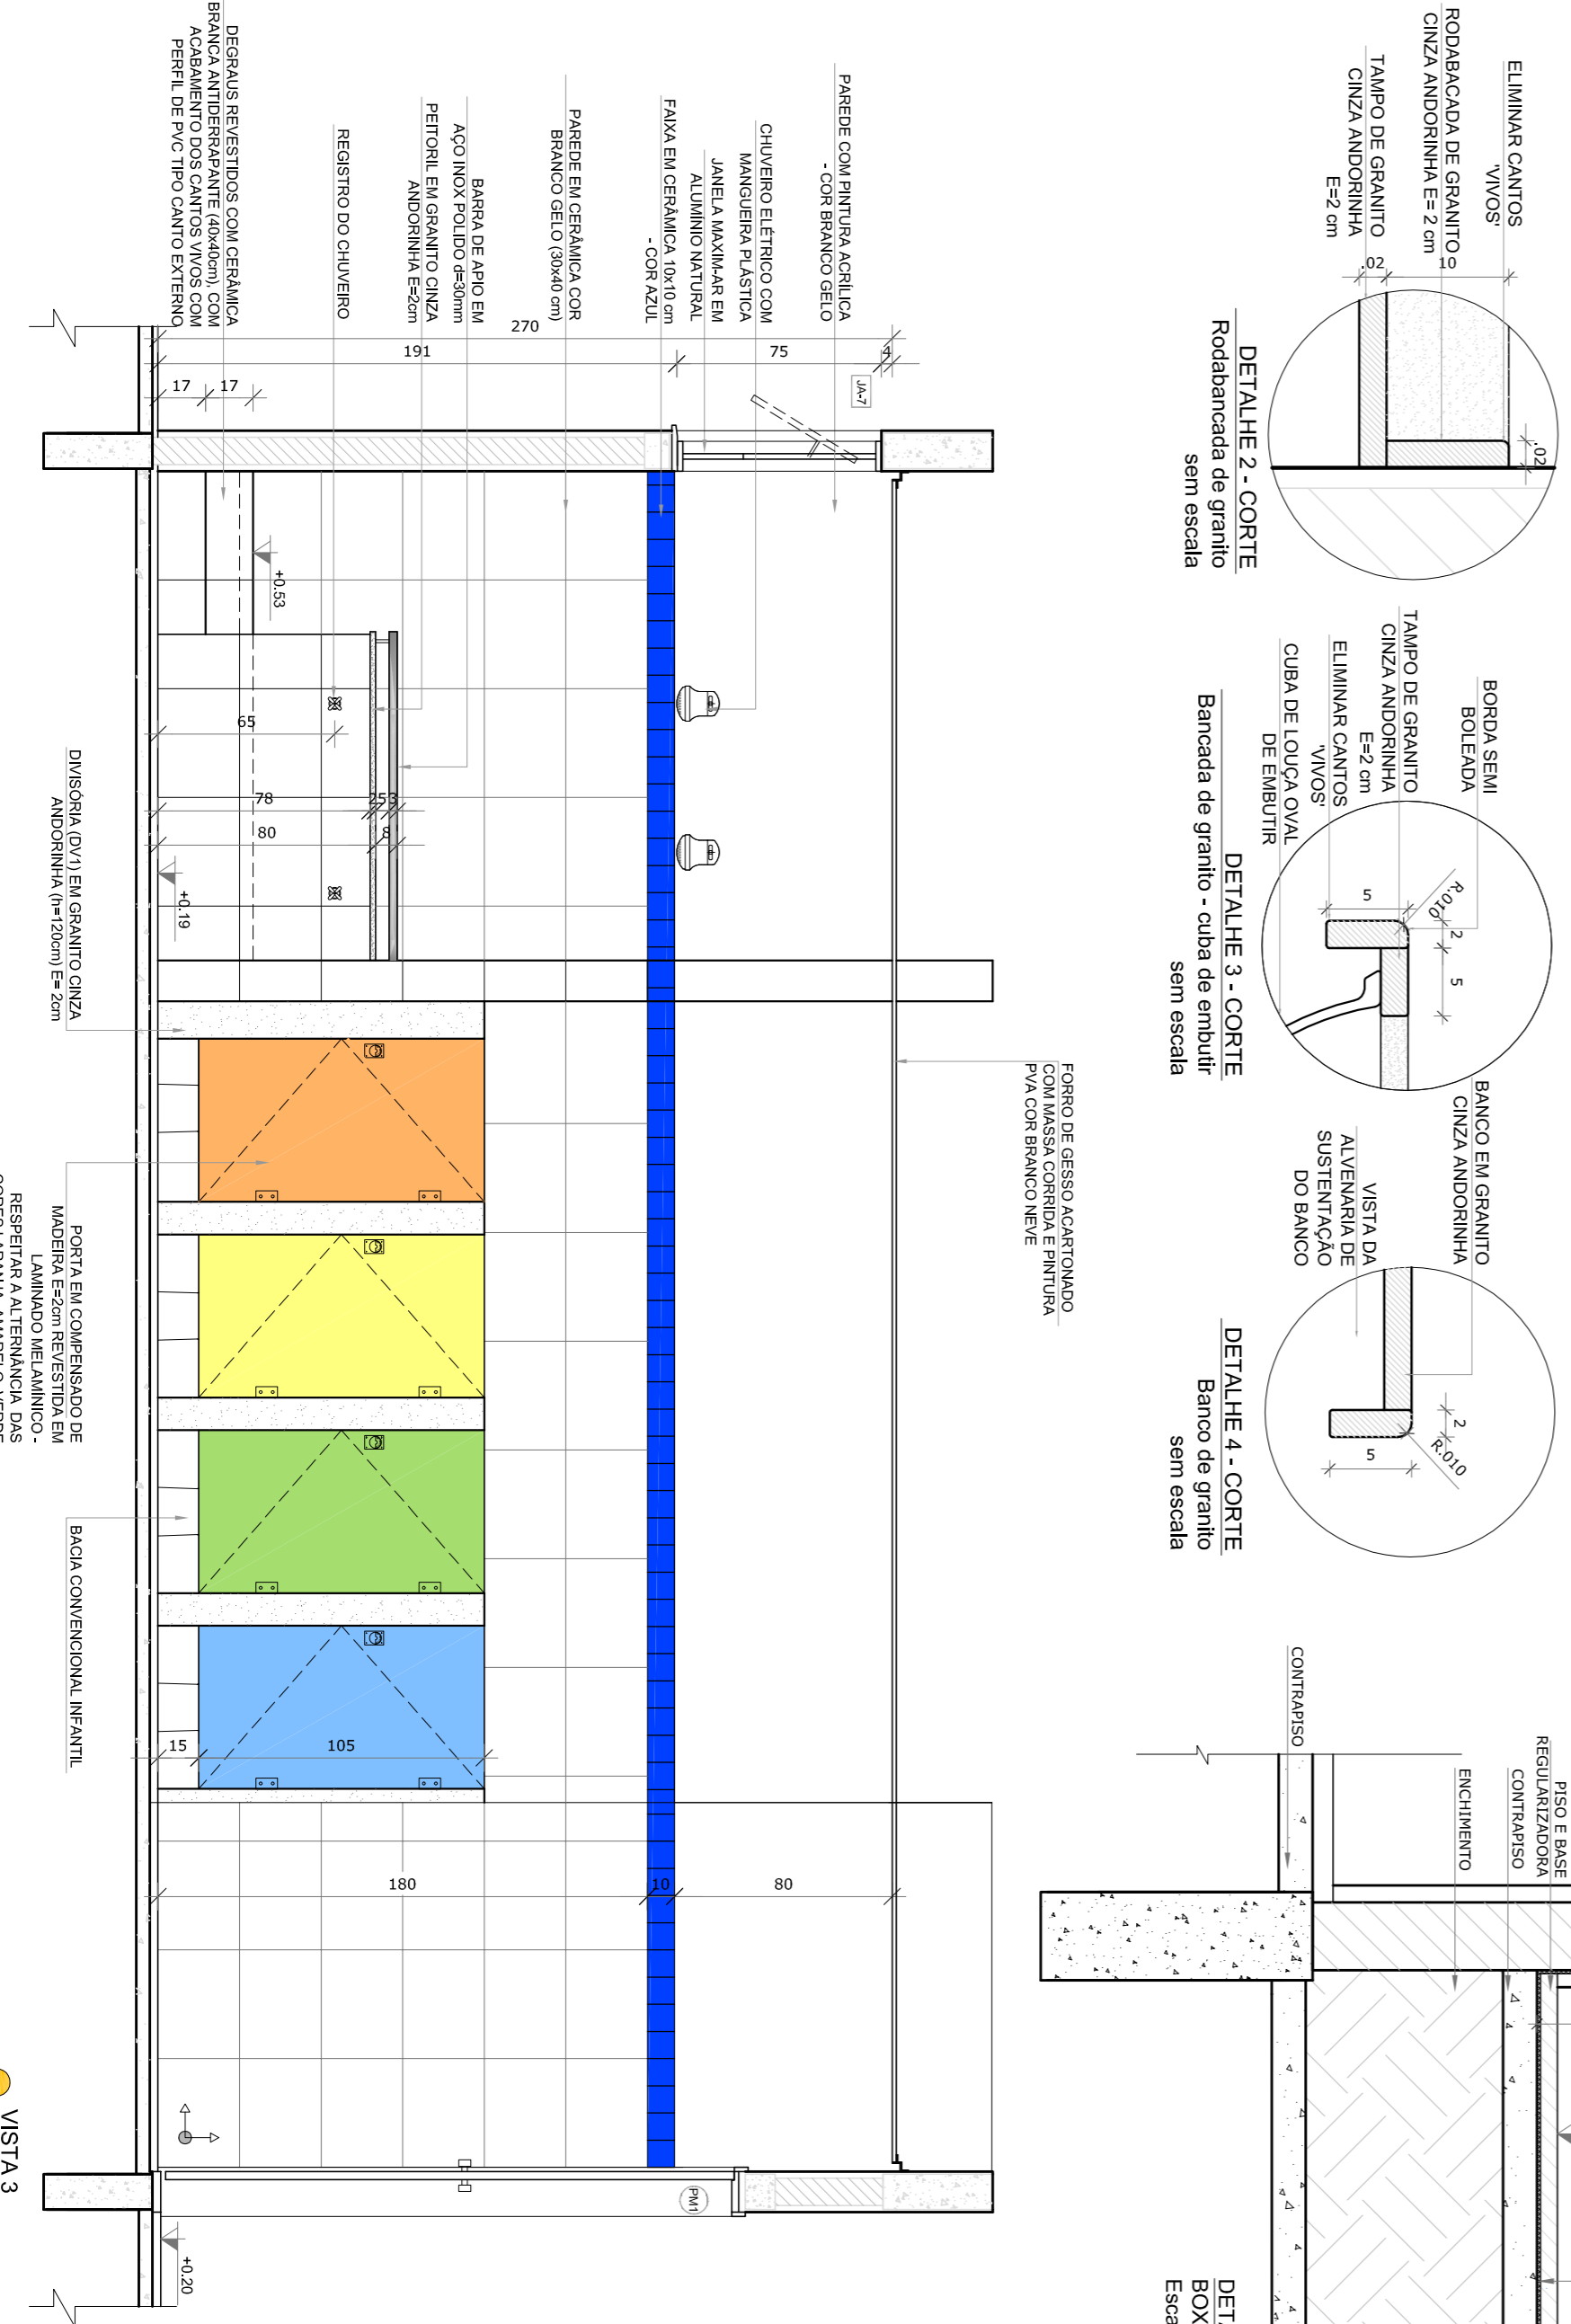 ELIMINAR CANTOS
'VIVOS'
RODABACADA DE GRANITO
CINZA ANDORINHA E= 2 cm
TAMPO DE GRANITO
CINZA ANDORINHA
E=2 cm
10
.02
.02
DETALHE 2 - CORTE
Rodabancada de granito
sem escala
BORDA SEMI
BOLEADA
TAMPO DE GRANITO
CINZA ANDORINHA
E=2 cm
ELIMINAR CANTOS
'VIVOS'
CUBA DE LOUÇA OVAL
DE EMBUTIR
5
R.010
2
5
DETALHE 3 - CORTE
Bancada de granito - cuba de embutir
sem escala
BANCO EM GRANITO
CINZA ANDORINHA
VISTA DA
ALVENARIA DE
SUSTENTAÇÃO
DO BANCO
2
R.010
5
DETALHE 4 - CORTE
Banco de granito
sem escala
PISO E BASE
REGULARIZADORA
CONTRAPISO
ENCHIMENTO
CONTRAPISO
DET
BOX
Esca
PAREDE COM PINTURA ACRÍLICA
- COR BRANCO GELO
CHUVEIRO ELÉTRICO COM
MANGUEIRA PLÁSTICA
JANELA MAXIM-AR EM
ALUMÍNIO NATURAL
FAIXA EM CERÂMICA 10x10 cm
- COR AZUL
PAREDE EM CERÂMICA COR
BRANCO GELO (30x40 cm)
BARRA DE APIO EM
AÇO INOX POLIDO d=30mm
PEITORIL EM GRANITO CINZA
ANDORINHA E=2cm
REGISTRO DO CHUVEIRO
DEGRAUS REVESTIDOS COM CERÂMICA
BRANCA ANTIDERRAPANTE (40x40cm), COM
ACABAMENTO DOS CANTOS VIVOS COM
PERFIL DE PVC TIPO CANTO EXTERNO
FORRO DE GESSO ACARTONADO
COM MASSA CORRIDA E PINTURA
PVA COR BRANCO NEVE
270
4
75
191
17
17
JA-7
+0.53
65
78
253
80
8
+0.19
15
105
180
10
80
PM1
+0.20
DIVISÓRIA (DV1) EM GRANITO CINZA
ANDORINHA (h=120cm) E= 2cm
PORTA EM COMPENSADO DE
MADEIRA E=2cm REVESTIDA EM
LAMINADO MELAMÍNICO -
RESPEITAR A ALTERNÂNCIA DAS
BACIA CONVENCIONAL INFANTIL
VISTA 3